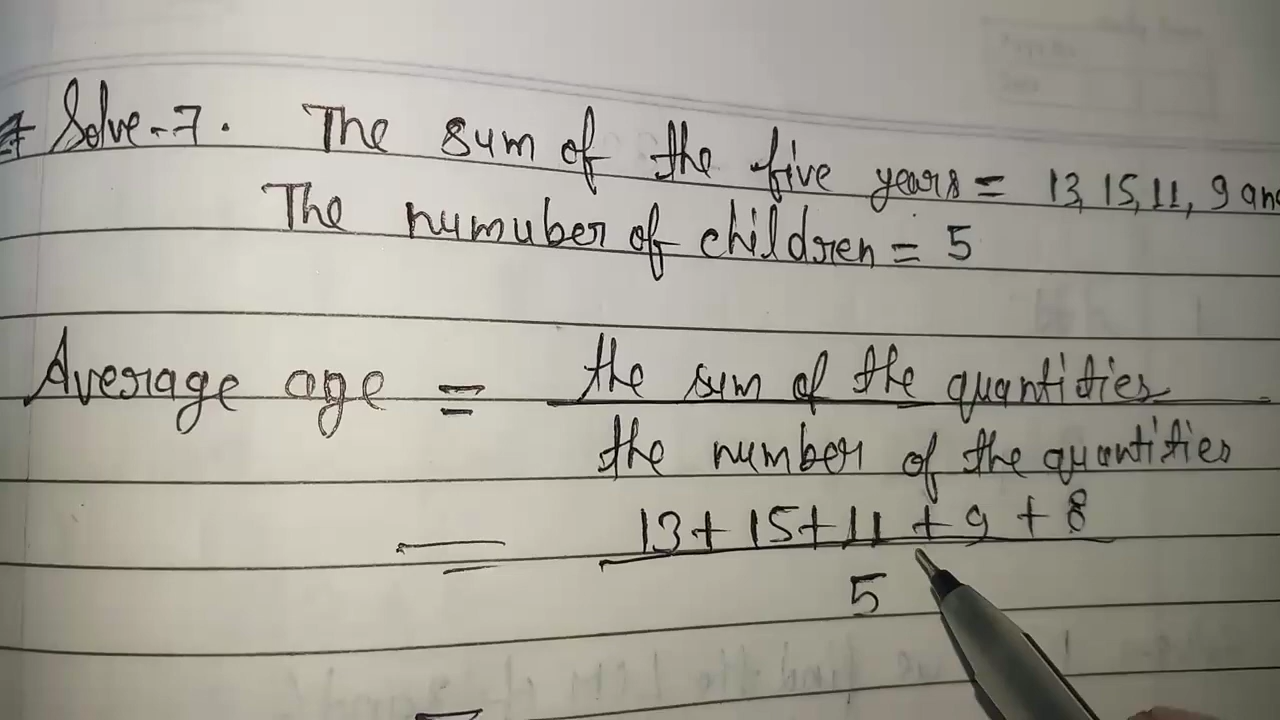 Solve-7. The sum of the five years = 13, 15, 11, 9 and
The numuber of children = 5
Average age = the sum of the quantities
the number of the quantities
= 13 + 15 + 11 + 9 + 8
5
=